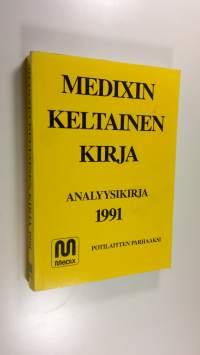 MEDIXIN
KELTAINEN
KIRJA
ANALYYSIKIRJA
1991
Medix
POTILAITTEN PARHAAKSI